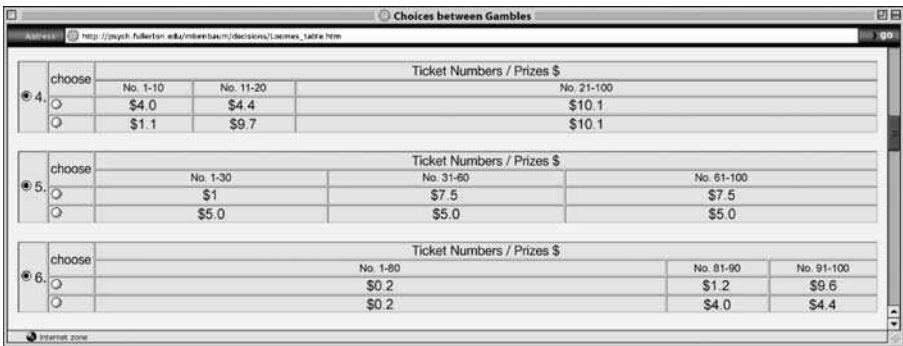 Choices between Gambles
Address http://psych.fullerton.edu/mbirnbaum/decisions/Loomes_table.htm go
choose Ticket Numbers / Prizes $
No. 1-10 No. 11-20 No. 21-100
4. $4.0 $4.4 $10.1
$1.1 $9.7 $10.1
choose Ticket Numbers / Prizes $
No. 1-30 No. 31-60 No. 61-100
5. $1 $7.5 $7.5
$5.0 $5.0 $5.0
choose Ticket Numbers / Prizes $
No. 1-80 No. 81-90 No. 91-100
6. $0.2 $1.2 $9.6
$0.2 $4.0 $4.4
Internet zone